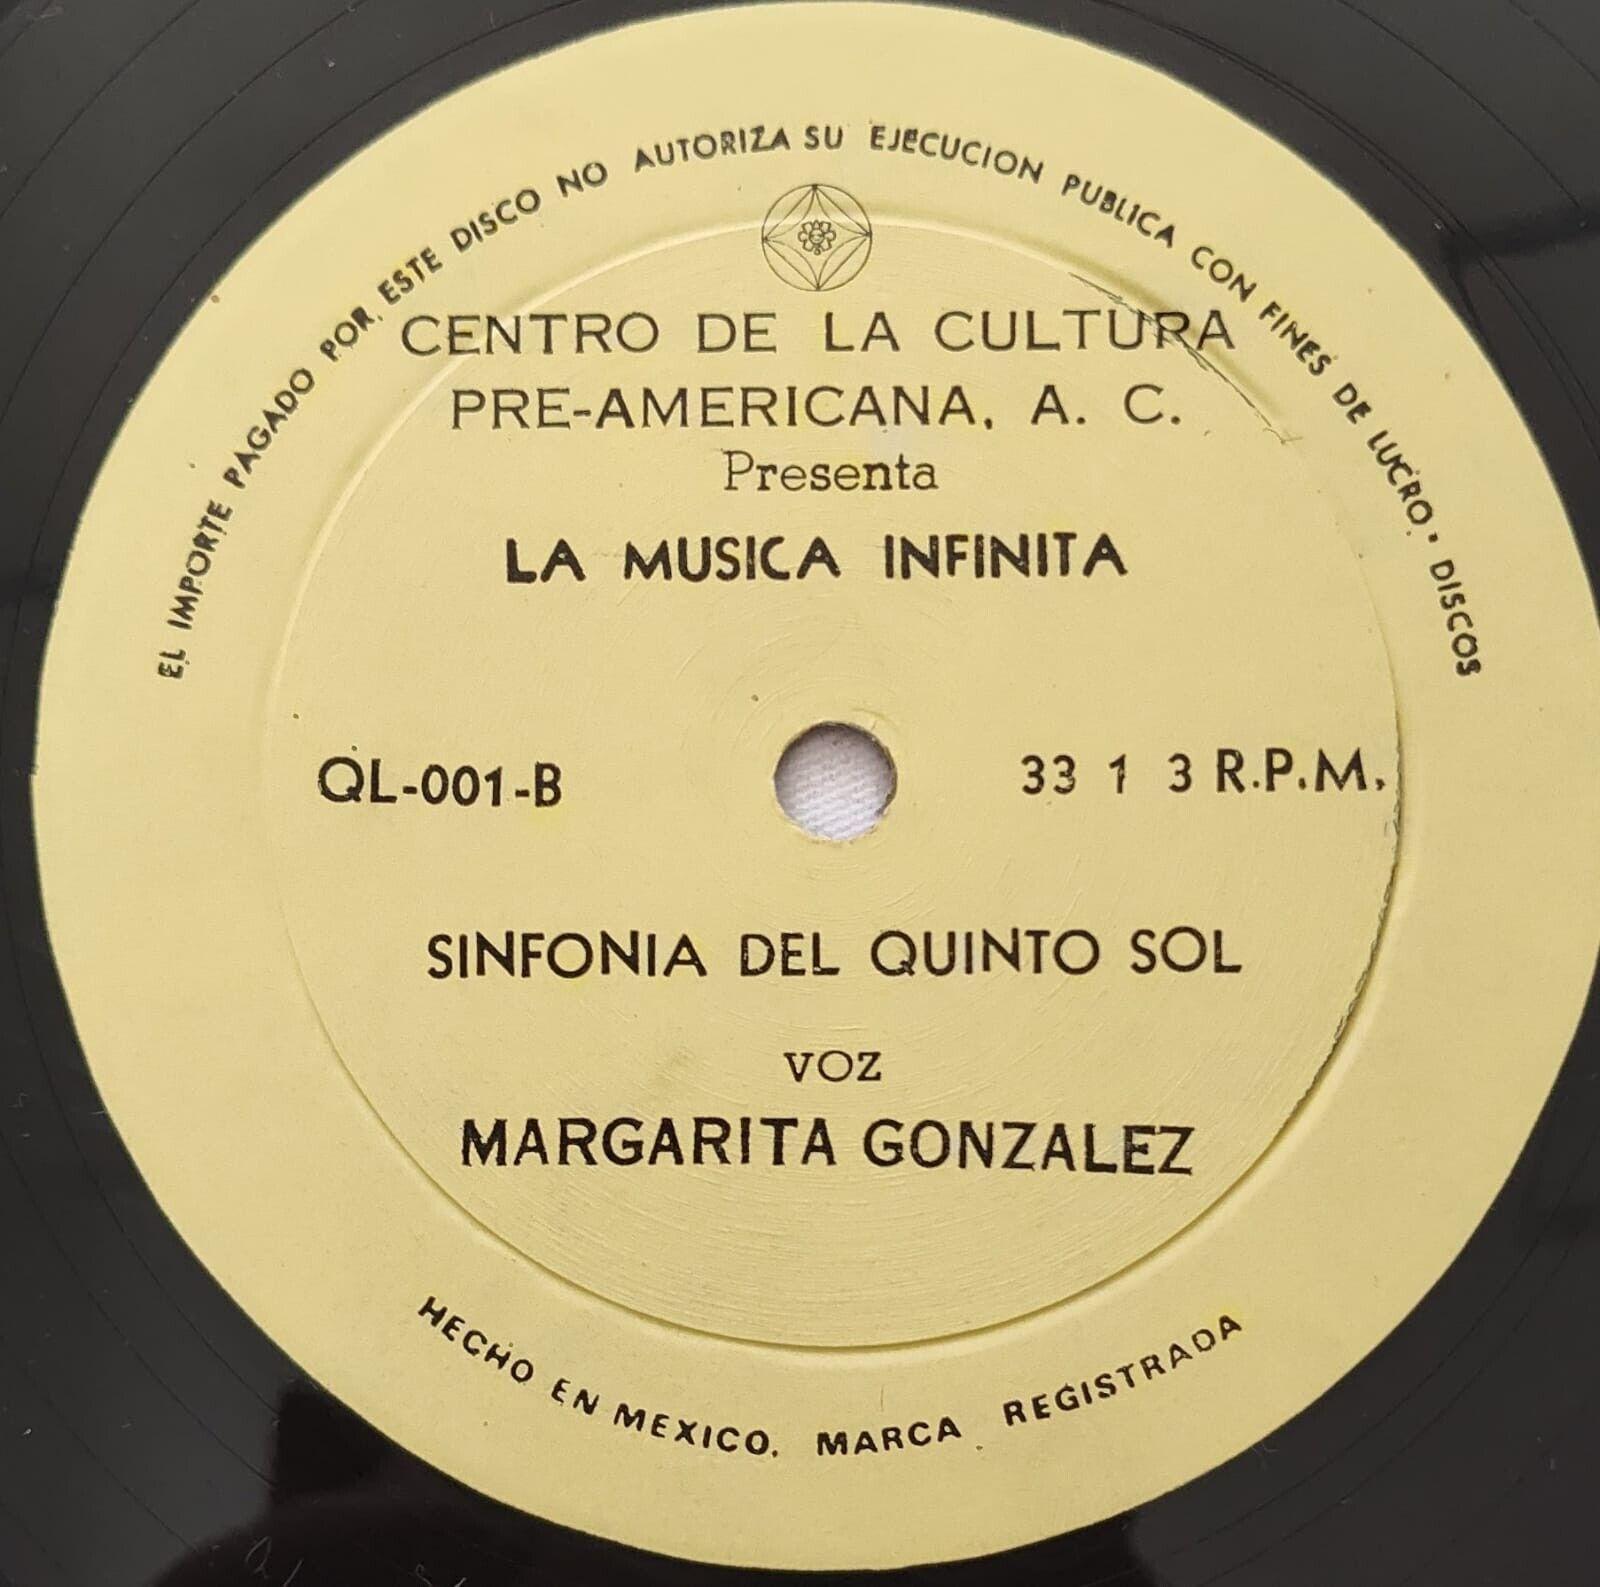 EL IMPORTE PAGADO POR, ESTE DISCO NO AUTORIZA SU EJECUCION PUBLICA CON FINES DE LUCRO · DISCOS
CENTRO DE LA CULTURA
PRE-AMERICANA, A. C.
Presenta
LA MUSICA INFINITA
QL-001-B
33 1 3 R.P.M.
SINFONIA DEL QUINTO SOL
VOZ
MARGARITA GONZALEZ
HECHO EN MEXICO. MARCA REGISTRADA